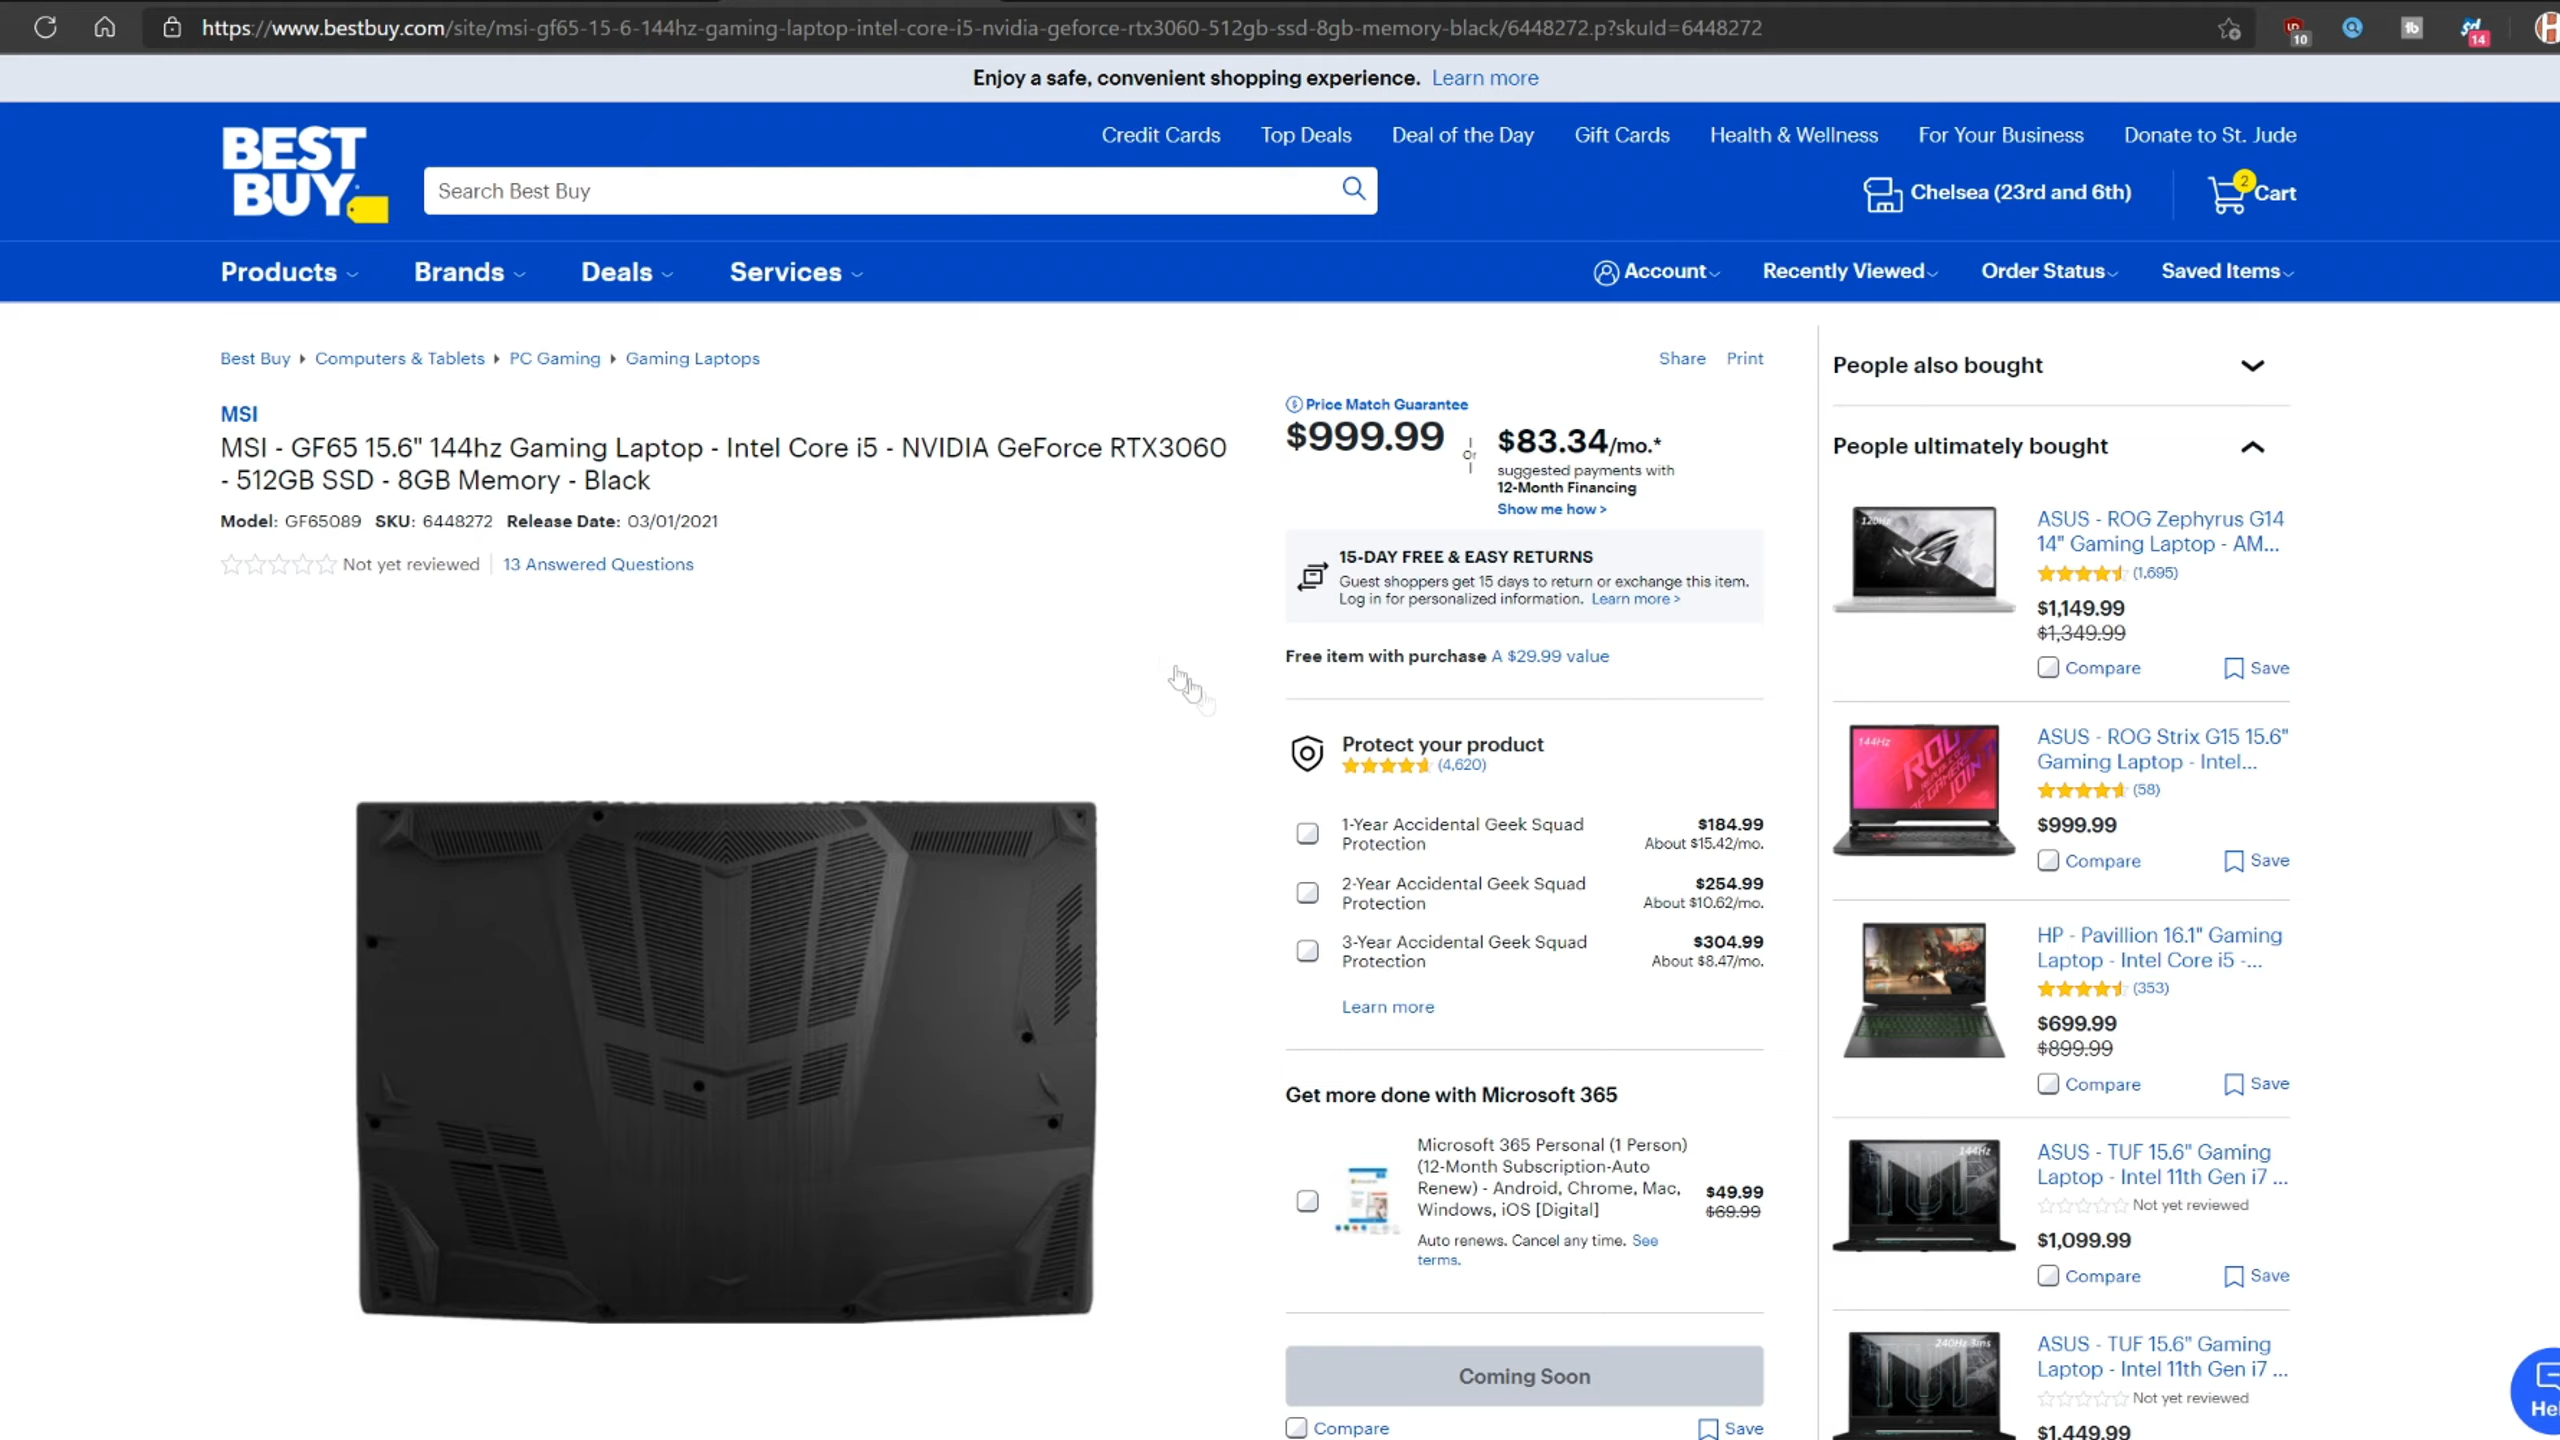 https://www.bestbuy.com/site/msi-gf65-15-6-144hz-gaming-laptop-intel-core-i5-nvidia-geforce-rtx3060-512gb-ssd-8gb-memory-black/6448272.p?skuId=6448272
10
14
Enjoy a safe, convenient shopping experience. Learn more
BEST BUY
Credit Cards Top Deals Deal of the Day Gift Cards Health & Wellness For Your Business Donate to St. Jude
Search Best Buy
Chelsea (23rd and 6th)
2
Cart
Products Brands Deals Services
Account Recently Viewed Order Status Saved Items
Best Buy Computers & Tablets PC Gaming Gaming Laptops
Share Print
MSI
MSI - GF65 15.6" 144hz Gaming Laptop - Intel Core i5 - NVIDIA GeForce RTX3060
- 512GB SSD - 8GB Memory - Black
Model: GF65089 SKU: 6448272 Release Date: 03/01/2021
Not yet reviewed 13 Answered Questions
Price Match Guarantee
$999.99
Or
$83.34/mo.*
suggested payments with
12-Month Financing
Show me how >
15-DAY FREE & EASY RETURNS
Guest shoppers get 15 days to return or exchange this item.
Log in for personalized information. Learn more >
Free item with purchase A $29.99 value
Protect your product
(4,620)
1-Year Accidental Geek Squad
Protection
$184.99
About $15.42/mo.
2-Year Accidental Geek Squad
Protection
$254.99
About $10.62/mo.
3-Year Accidental Geek Squad
Protection
$304.99
About $8.47/mo.
Learn more
Get more done with Microsoft 365
Microsoft 365 Personal (1 Person)
(12-Month Subscription-Auto
Renew) - Android, Chrome, Mac,
Windows, iOS [Digital]
$49.99
$69.99
Auto renews. Cancel any time. See
terms.
Coming Soon
Compare Save
People also bought
People ultimately bought
120Hz
ASUS - ROG Zephyrus G14
14" Gaming Laptop - AM...
(1,695)
$1,149.99
$1,349.99
Compare Save
144Hz
ASUS - ROG Strix G15 15.6"
Gaming Laptop - Intel...
(58)
$999.99
Compare Save
HP - Pavillion 16.1" Gaming
Laptop - Intel Core i5 -...
(353)
$699.99
$899.99
Compare Save
144Hz
ASUS - TUF 15.6" Gaming
Laptop - Intel 11th Gen i7 ...
Not yet reviewed
$1,099.99
Compare Save
240Hz 3ms
ASUS - TUF 15.6" Gaming
Laptop - Intel 11th Gen i7 ...
Not yet reviewed
$1,449.99
Hel